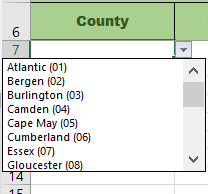 County
6
7
Atlantic (01)
Bergen (02)
Burlington (03)
Camden (04)
Cape May (05)
Cumberland (06)
Essex (07)
Gloucester (08)
14